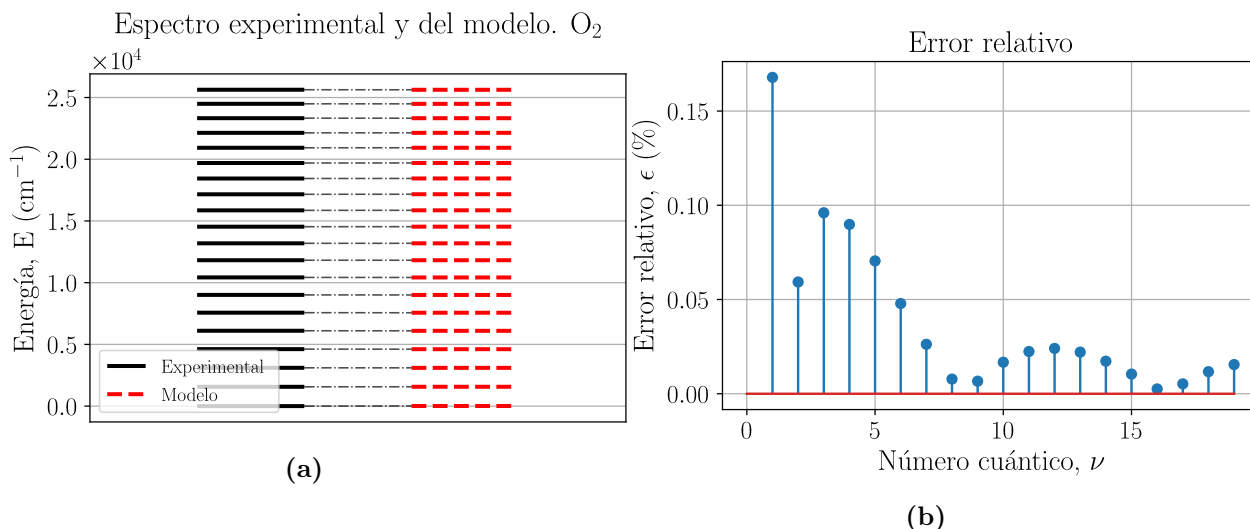 Espectro experimental y del modelo. O₂
×10⁴
2.5
2.0
1.5
1.0
0.5
0.0
Energía, E (cm⁻¹)
Experimental
Modelo
(a)
Error relativo
0.15
0.10
0.05
0.00
Error relativo, ϵ (%)
0 5 10 15
Número cuántico, ν
(b)